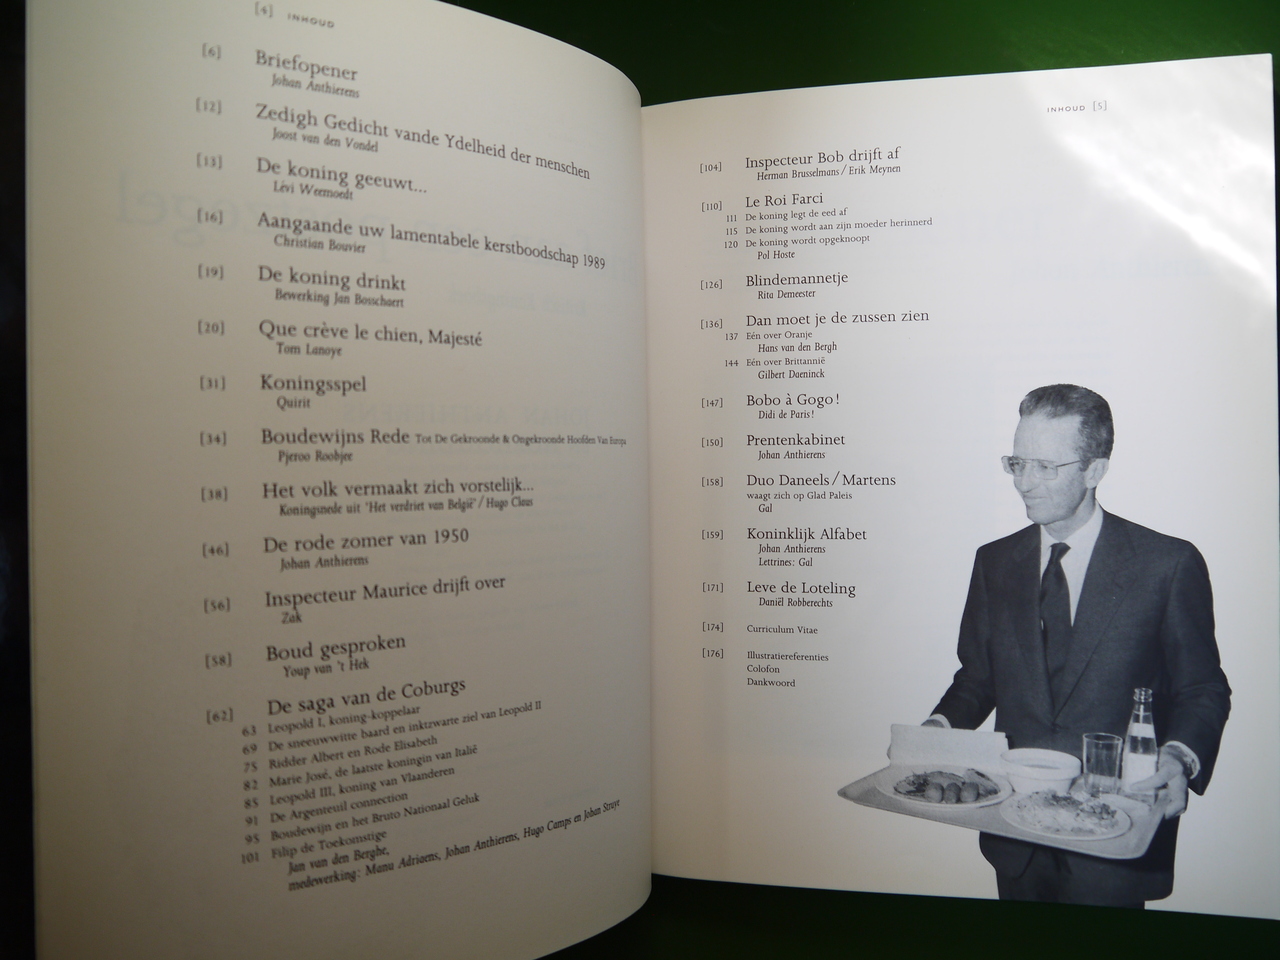 [4] INHOUD
[6] Briefopener
Johan Anthierens
[12] Zedigh Gedicht vande Ydelheid der menschen
Joost van den Vondel
[13] De koning geeuwt...
Lévi Weemoedt
[16] Aangaande uw lamentabele kerstboodschap 1989
Christian Bouvier
[19] De koning drinkt
Bewerking Jan Bosschaert
[20] Que crève le chien, Majesté
Tom Lanoye
[31] Koningsspel
Quirit
[34] Boudewijns Rede Tot De Gekroonde & Ongekroonde Hoofden Van Europa
Pjeroo Roobjee
[38] Het volk vermaakt zich vorstelijk...
Koningsnede uit 'Het verdriet van België' / Hugo Claus
[46] De rode zomer van 1950
Johan Anthierens
[56] Inspecteur Maurice drijft over
Zak
[58] Boud gesproken
Youp van 't Hek
[62] De saga van de Coburgs
63 Leopold I, koning-koppelaar
69 De sneeuwwitte baard en inktzwarte ziel van Leopold II
75 Ridder Albert en Rode Elisabeth
82 Marie José, de laatste koningin van Italië
85 Leopold III, koning van Vlaanderen
91 De Argenteuil connection
95 Boudewijn en het Bruto Nationaal Geluk
101 Filip de Toekomstige
Jan van den Berghe,
medewerking: Manu Adriaens, Johan Anthierens, Hugo Camps en Johan Struye
INHOUD [5]
[104] Inspecteur Bob drijft af
Herman Brusselmans / Erik Meynen
[110] Le Roi Farci
111 De koning legt de eed af
115 De koning wordt aan zijn moeder herinnerd
120 De koning wordt opgeknoopt
Pol Hoste
[126] Blindemannetje
Rita Demeester
[136] Dan moet je de zussen zien
137 Eén over Oranje
Hans van den Bergh
144 Eén over Brittannië
Gilbert Daeninck
[147] Bobo à Gogo!
Didi de Paris!
[150] Prentenkabinet
Johan Anthierens
[158] Duo Daneels / Martens
waagt zich op Glad Paleis
Gal
[159] Koninklijk Alfabet
Johan Anthierens
Lettrines: Gal
[171] Leve de Loteling
Daniël Robberechts
[174] Curriculum Vitae
[176] Illustratiereferenties
Colofon
Dankwoord